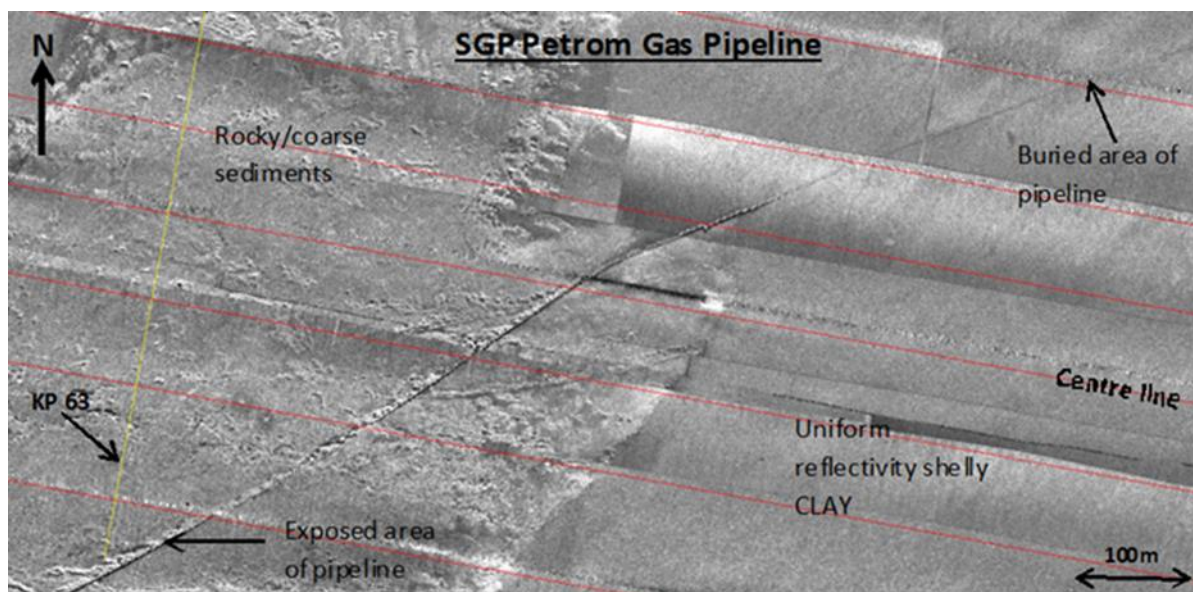 SGP Petrom Gas Pipeline
N
Rocky/coarse
sediments
Buried area of
pipeline
Centre line
KP 63
Uniform
reflectivity shelly
CLAY
Exposed area
of pipeline
100m